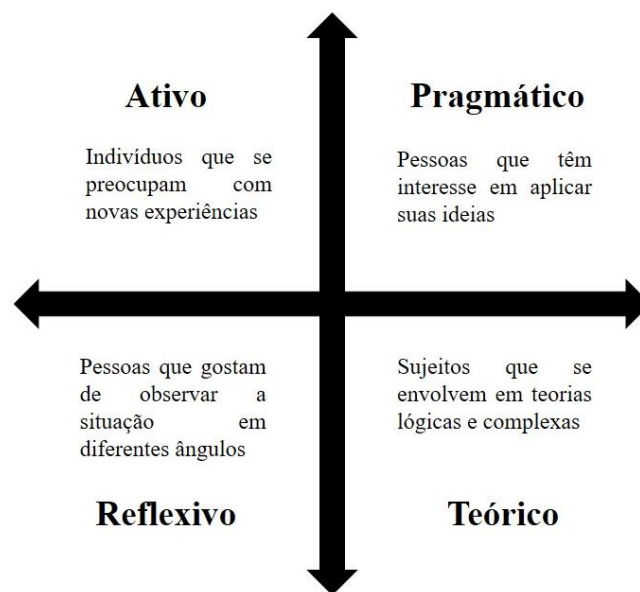 Ativo
Indivíduos que se
preocupam com
novas experiências
Pragmático
Pessoas que têm
interesse em aplicar
suas ideias
Pessoas que gostam
de observar a
situação em
diferentes ângulos
Reflexivo
Sujeitos que se
envolvem em teorias
lógicas e complexas
Teórico